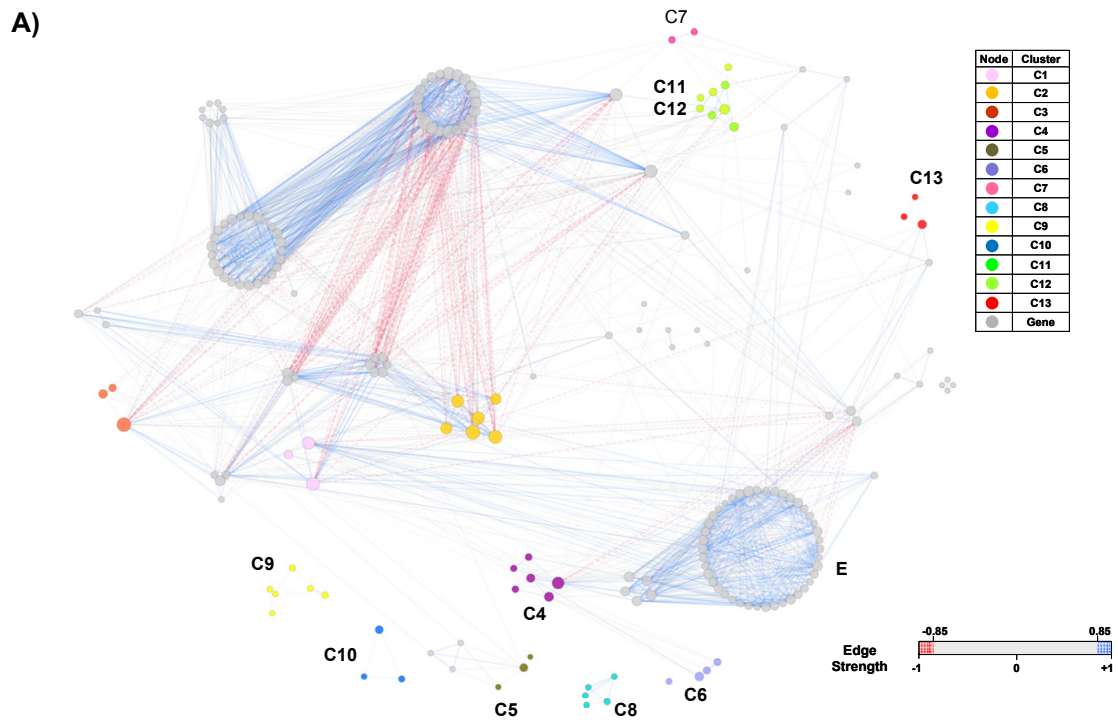 A)
C7
C11
C12
C13
Node Cluster
C1
C2
C3
C4
C5
C6
C7
C8
C9
C10
C11
C12
C13
Gene
E
C9
C4
C10
C5
C8
C6
-0.85 0.85
Edge
Strength
-1 0 +1